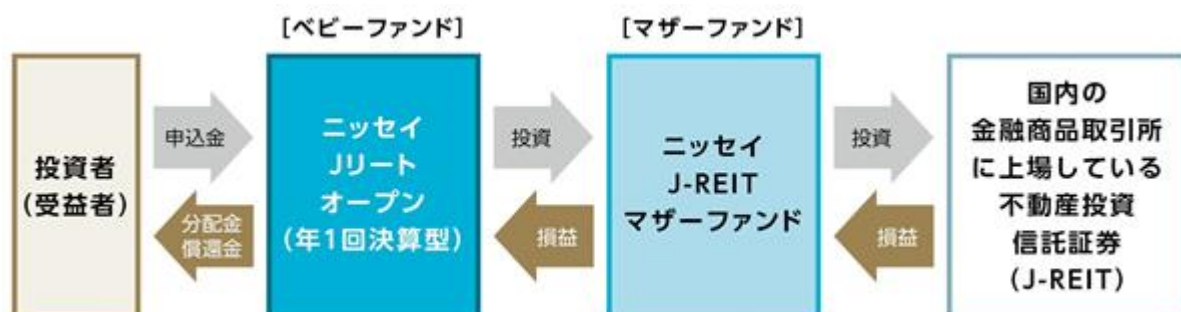 [ベビーファンド]
[マザーファンド]
投資者
(受益者)
申込金
分配金
償還金
ニッセイ
Jリート
オープン
(年1回決算型)
投資
損益
ニッセイ
J-REIT
マザーファンド
投資
損益
国内の
金融商品取引所
に上場している
不動産投資
信託証券
(J-REIT)